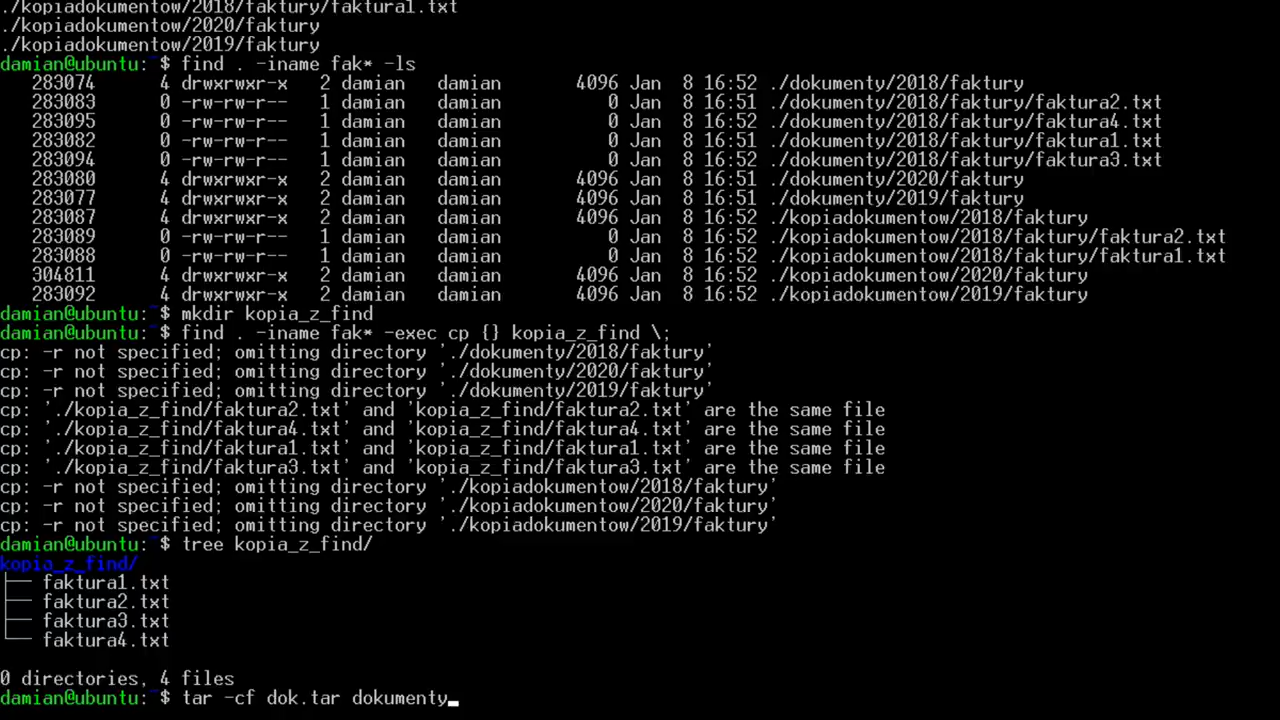 ./kopiadokumentow/2018/faktury/faktura1.txt
./kopiadokumentow/2020/faktury
./kopiadokumentow/2019/faktury
damian@ubuntu:~$ find . -iname fak* -ls
283074 4 drwxrwxr-x 2 damian damian 4096 Jan 8 16:52 ./dokumenty/2018/faktury
283083 0 -rw-rw-r-- 1 damian damian 0 Jan 8 16:52 ./dokumenty/2018/faktury/faktura2.txt
283095 0 -rw-rw-r-- 1 damian damian 0 Jan 8 16:52 ./dokumenty/2018/faktury/faktura4.txt
283082 0 -rw-rw-r-- 1 damian damian 0 Jan 8 16:51 ./dokumenty/2018/faktury/faktura1.txt
283094 0 -rw-rw-r-- 1 damian damian 0 Jan 8 16:52 ./dokumenty/2018/faktury/faktura3.txt
283080 4 drwxrwxr-x 2 damian damian 4096 Jan 8 16:51 ./dokumenty/2020/faktury
283077 4 drwxrwxr-x 2 damian damian 4096 Jan 8 16:51 ./dokumenty/2019/faktury
283087 4 drwxrwxr-x 2 damian damian 4096 Jan 8 16:52 ./kopiadokumentow/2018/faktury
283089 0 -rw-rw-r-- 1 damian damian 0 Jan 8 16:52 ./kopiadokumentow/2018/faktury/faktura2.txt
283088 0 -rw-rw-r-- 1 damian damian 0 Jan 8 16:52 ./kopiadokumentow/2018/faktury/faktura1.txt
304811 4 drwxrwxr-x 2 damian damian 4096 Jan 8 16:52 ./kopiadokumentow/2020/faktury
283092 4 drwxrwxr-x 2 damian damian 4096 Jan 8 16:52 ./kopiadokumentow/2019/faktury
damian@ubuntu:~$ mkdir kopia_z_find
damian@ubuntu:~$ find . -iname fak* -exec cp {} kopia_z_find \;
cp: -r not specified; omitting directory './dokumenty/2018/faktury'
cp: -r not specified; omitting directory './dokumenty/2020/faktury'
cp: -r not specified; omitting directory './dokumenty/2019/faktury'
cp: './kopia_z_find/faktura2.txt' and 'kopia_z_find/faktura2.txt' are the same file
cp: './kopia_z_find/faktura4.txt' and 'kopia_z_find/faktura4.txt' are the same file
cp: './kopia_z_find/faktura1.txt' and 'kopia_z_find/faktura1.txt' are the same file
cp: './kopia_z_find/faktura3.txt' and 'kopia_z_find/faktura3.txt' are the same file
cp: -r not specified; omitting directory './kopiadokumentow/2018/faktury'
cp: -r not specified; omitting directory './kopiadokumentow/2020/faktury'
cp: -r not specified; omitting directory './kopiadokumentow/2019/faktury'
damian@ubuntu:~$ tree kopia_z_find/
kopia_z_find/
├── faktura1.txt
├── faktura2.txt
├── faktura3.txt
└── faktura4.txt
0 directories, 4 files
damian@ubuntu:~$ tar -cf dok.tar dokumenty_